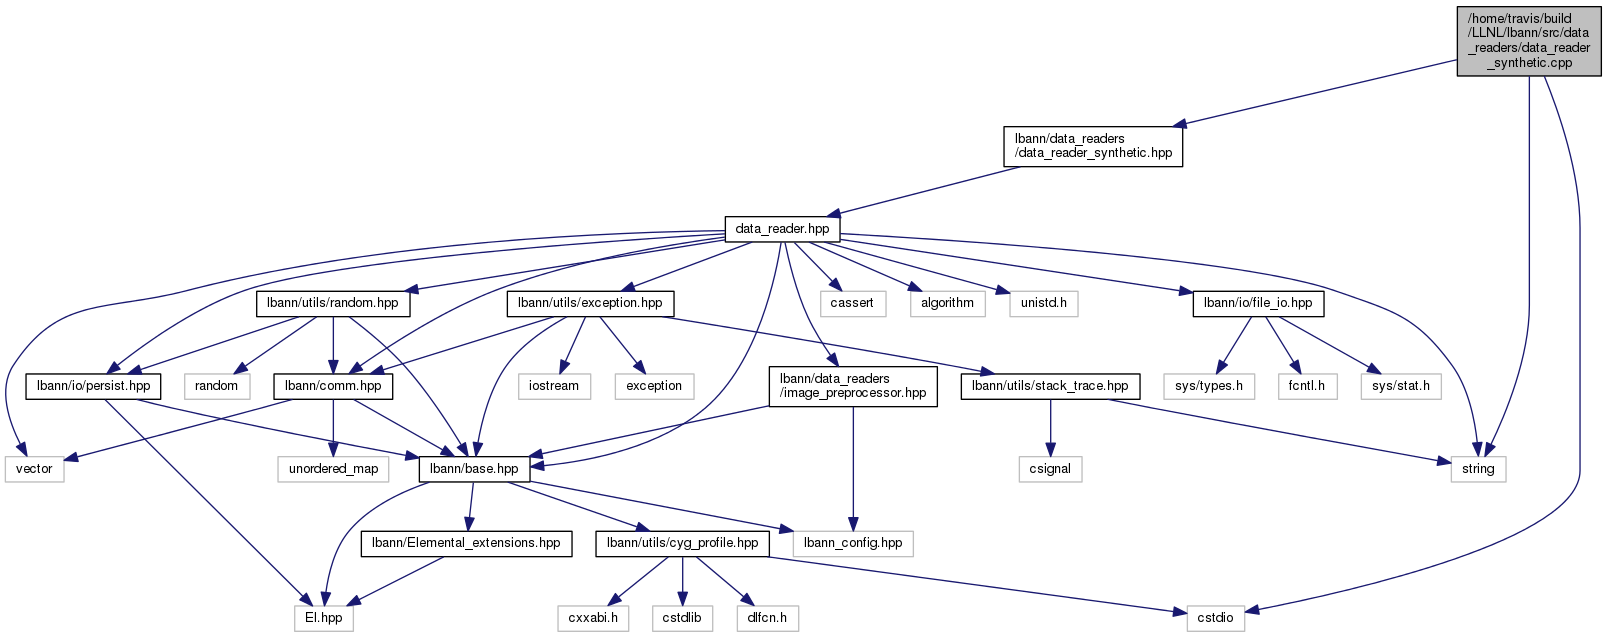 /home/travis/build
/LLNL/lbann/src/data
_readers/data_reader
_synthetic.cpp
lbann/data_readers
/data_reader_synthetic.hpp
data_reader.hpp
lbann/utils/random.hpp
lbann/utils/exception.hpp
cassert
algorithm
unistd.h
lbann/io/file_io.hpp
lbann/io/persist.hpp
random
lbann/comm.hpp
iostream
exception
lbann/data_readers
/image_preprocessor.hpp
lbann/utils/stack_trace.hpp
sys/types.h
fcntl.h
sys/stat.h
vector
unordered_map
lbann/base.hpp
csignal
string
lbann/Elemental_extensions.hpp
lbann/utils/cyg_profile.hpp
lbann_config.hpp
El.hpp
cxxabi.h
cstdlib
dlfcn.h
cstdio